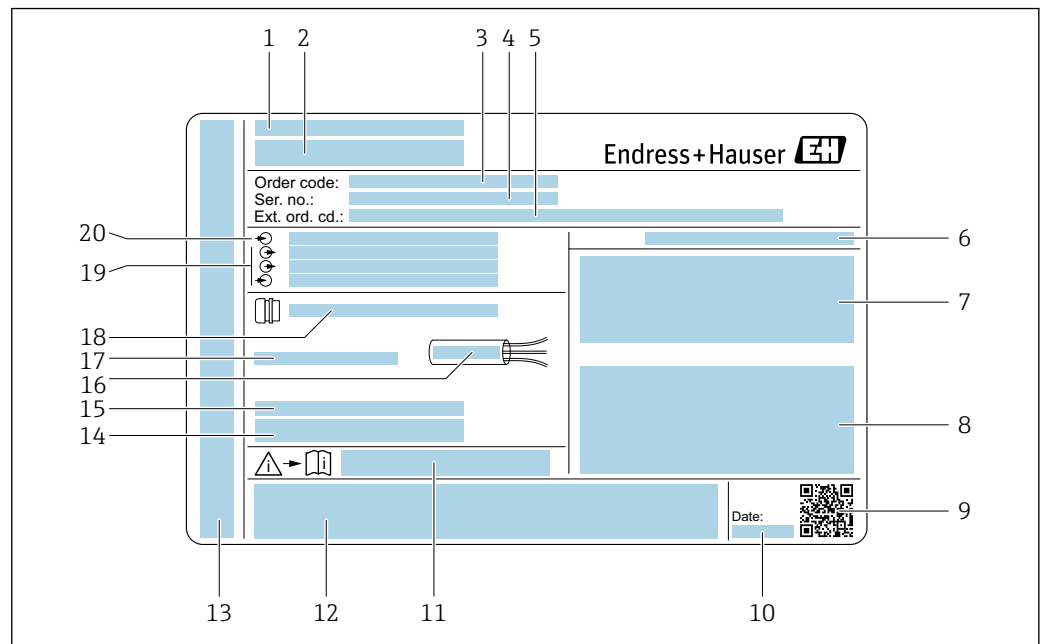 1 2 3 4 5
Endress+Hauser EH
Order code:
Ser. no.:
Ext. ord. cd.:
20
6
19
7
18
17
16
15
8
14
i i
Date:
9
13 12 11 10